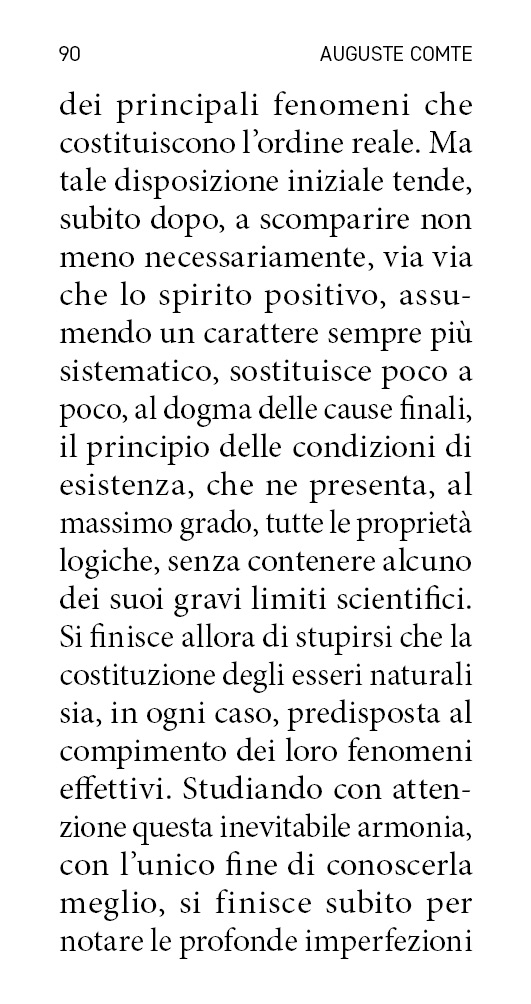 90 AUGUSTE COMTE
dei principali fenomeni che
costituiscono l’ordine reale. Ma
tale disposizione iniziale tende,
subito dopo, a scomparire non
meno necessariamente, via via
che lo spirito positivo, assu-
mendo un carattere sempre più
sistematico, sostituisce poco a
poco, al dogma delle cause finali,
il principio delle condizioni di
esistenza, che ne presenta, al
massimo grado, tutte le proprietà
logiche, senza contenere alcuno
dei suoi gravi limiti scientifici.
Si finisce allora di stupirsi che la
costituzione degli esseri naturali
sia, in ogni caso, predisposta al
compimento dei loro fenomeni
effettivi. Studiando con atten-
zione questa inevitabile armonia,
con l’unico fine di conoscerla
meglio, si finisce subito per
notare le profonde imperfezioni